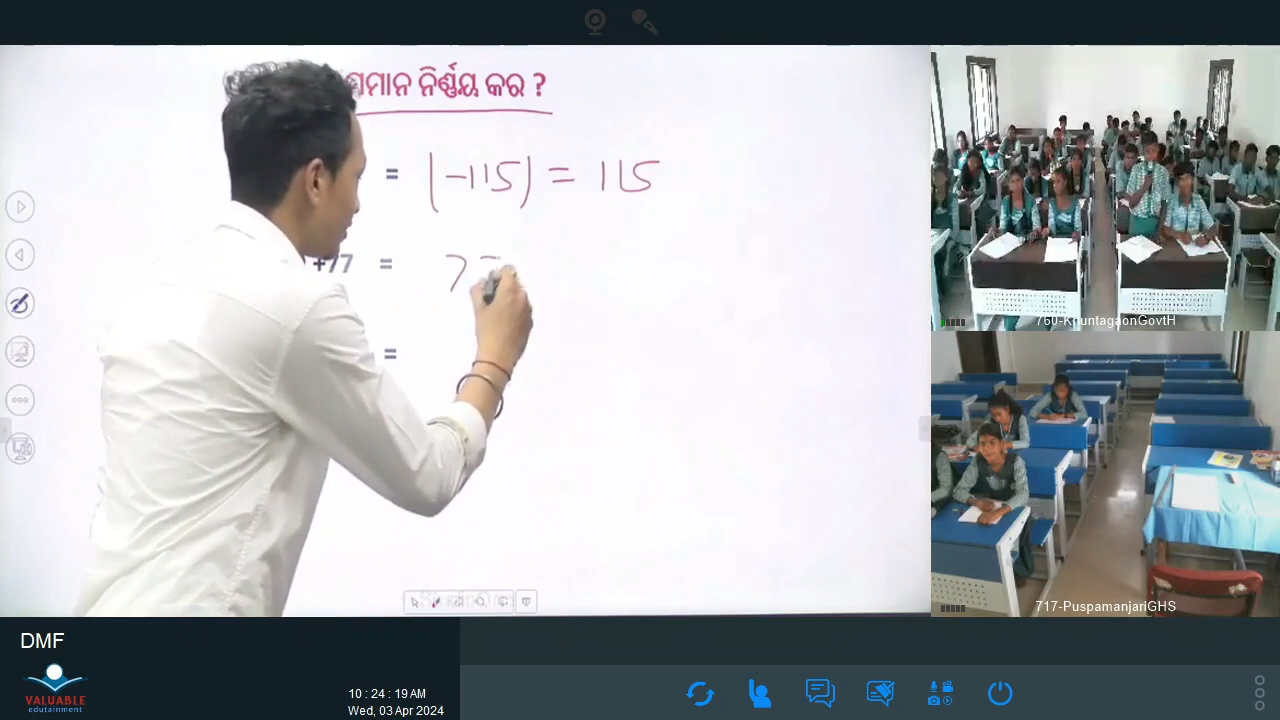 ମାନ ନିର୍ଣ୍ଣୟ କର ?
= |-115| = 115
+77 = 77
=
760-KhuntagaonGovtH
717-PuspamanjariGHS
DMF
VALUABLE
edutainment
10 : 24 : 19 AM
Wed, 03 Apr 2024